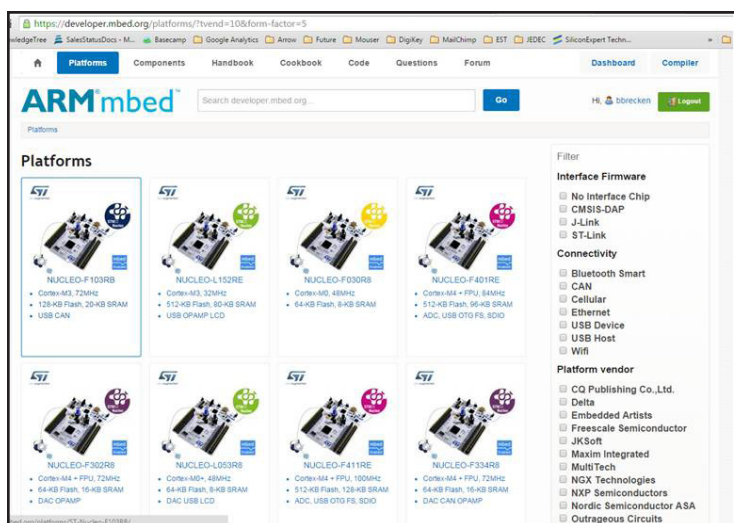 https://developer.mbed.org/platforms/?tvend=10&form-factor=5
wledgeTree SalesStatusDocs - M... Basecamp Google Analytics Arrow Future Mouser DigiKey MailChimp EST JEDEC SiliconExpert Techn...
Platforms Components Handbook Cookbook Code Questions Forum Dashboard Compiler
ARM mbed™ Search developer.mbed.org... Go Hi, bbrecken Logout
Platforms
Platforms
NUCLEO-F103RB
Cortex-M3, 72MHz
128-KB Flash, 20-KB SRAM
USB CAN
NUCLEO-L152RE
Cortex-M3, 32MHz
512-KB Flash, 80-KB SRAM
USB OPAMP LCD
NUCLEO-F030R8
Cortex-M0, 48MHz
64-KB Flash, 8-KB SRAM
NUCLEO-F401RE
Cortex-M4 + FPU, 84MHz
512-KB Flash, 96-KB SRAM
ADC, USB OTG FS, SDIO
NUCLEO-F302R8
Cortex-M4 + FPU, 72MHz
64-KB Flash, 16-KB SRAM
DAC OPAMP
NUCLEO-L053R8
Cortex-M0+, 48MHz
64-KB Flash, 8-KB SRAM
DAC USB LCD
NUCLEO-F411RE
Cortex-M4 + FPU, 100MHz
512-KB Flash, 128-KB SRAM
ADC, USB OTG FS, SDIO
NUCLEO-F334R8
Cortex-M4 + FPU, 72MHz
64-KB Flash, 16-KB SRAM
DAC CAN OPAMP
Filter
Interface Firmware
No Interface Chip
CMSIS-DAP
J-Link
ST-Link
Connectivity
Bluetooth Smart
CAN
Cellular
Ethernet
USB Device
USB Host
Wifi
Platform vendor
CQ Publishing Co.,Ltd.
Delta
Embedded Artists
Freescale Semiconductor
JKSoft
Maxim Integrated
MultiTech
NGX Technologies
NXP Semiconductors
Nordic Semiconductor ASA
Outrageous Circuits